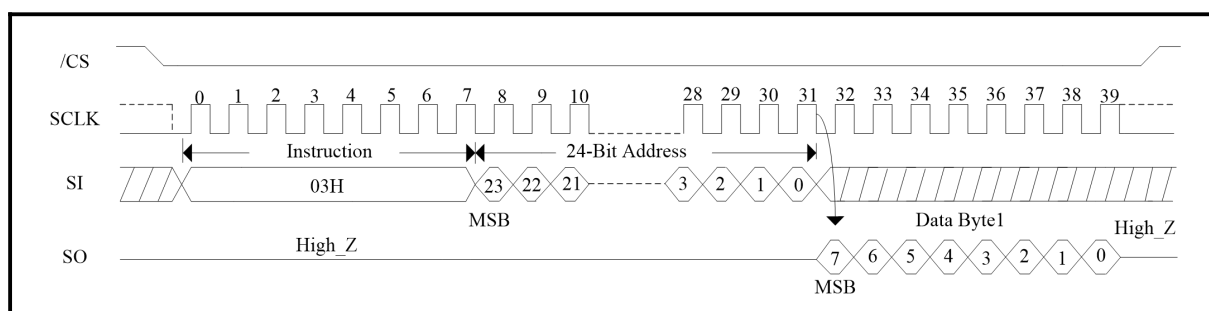 /CS
0 1 2 3 4 5 6 7 8 9 10 28 29 30 31 32 33 34 35 36 37 38 39
SCLK
Instruction 24-Bit Address
SI 03H 23 22 21 3 2 1 0
MSB Data Byte1
High_Z High_Z
SO 7 6 5 4 3 2 1 0
MSB